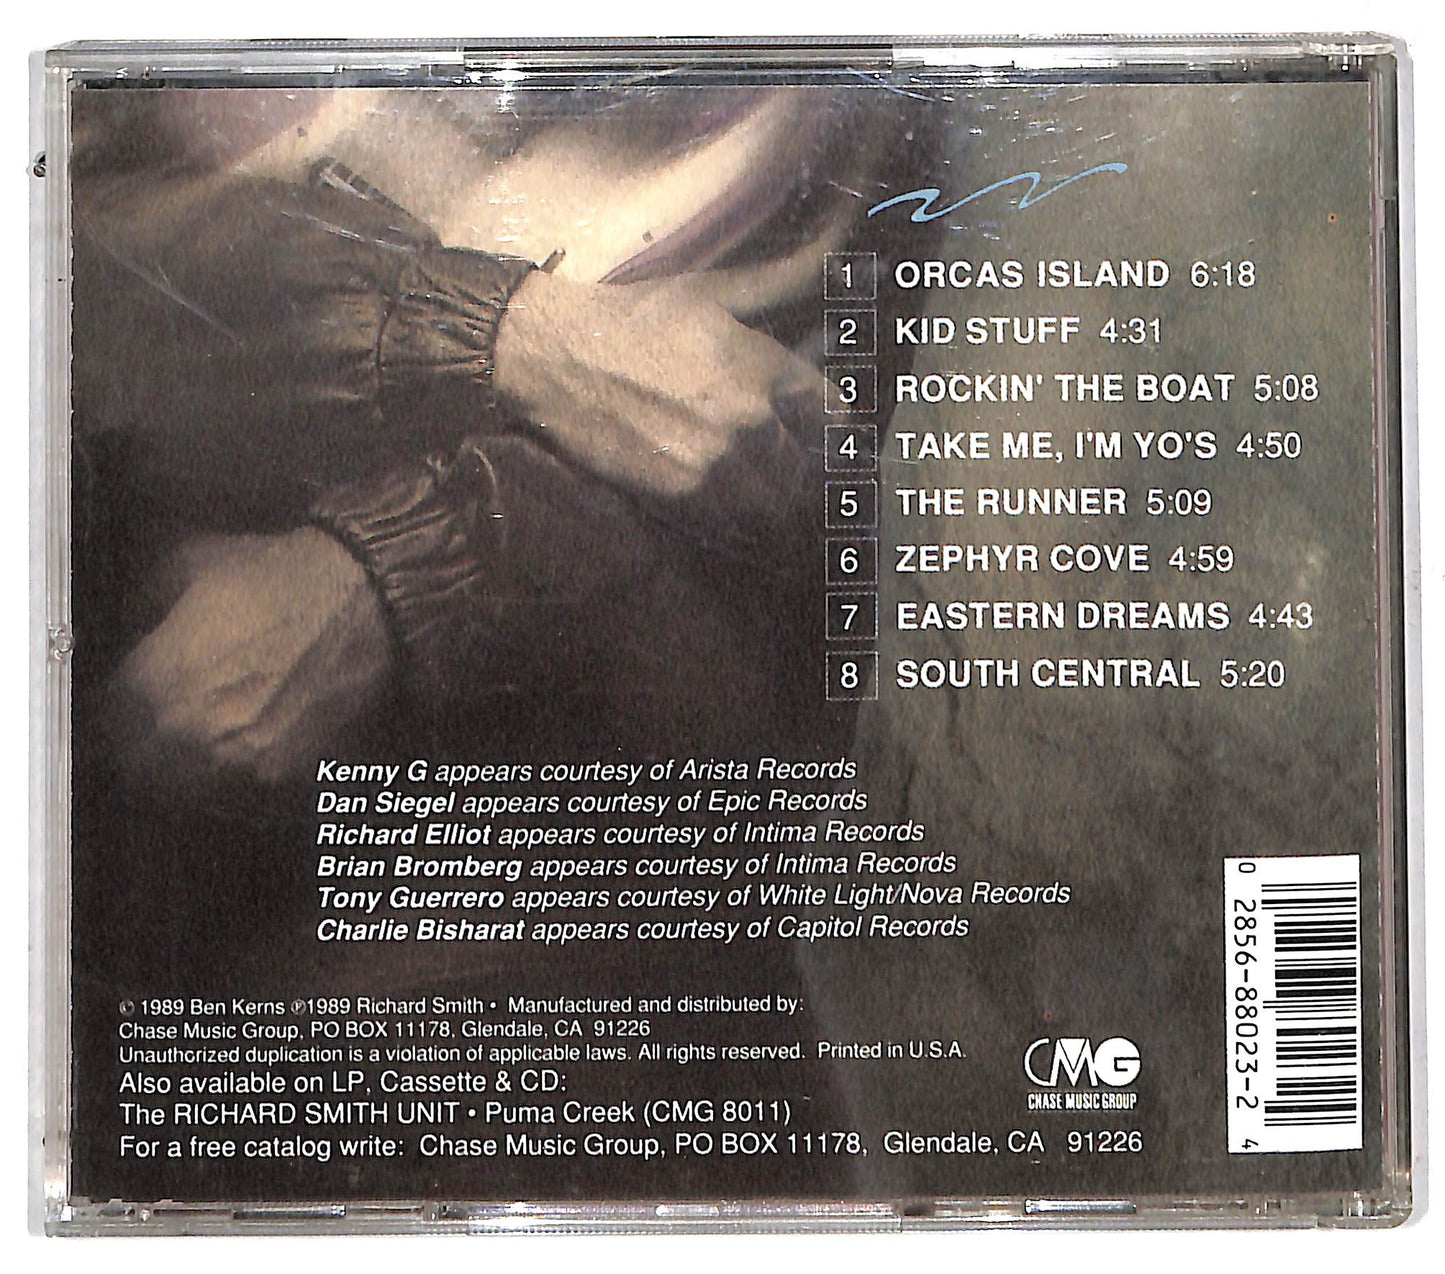 1 ORCAS ISLAND 6:18
2 KID STUFF 4:31
3 ROCKIN' THE BOAT 5:08
4 TAKE ME, I'M YO'S 4:50
5 THE RUNNER 5:09
6 ZEPHYR COVE 4:59
7 EASTERN DREAMS 4:43
8 SOUTH CENTRAL 5:20
Kenny G appears courtesy of Arista Records
Dan Siegel appears courtesy of Epic Records
Richard Elliot appears courtesy of Intima Records
Brian Bromberg appears courtesy of Intima Records
Tony Guerrero appears courtesy of White Light/Nova Records
Charlie Bisharat appears courtesy of Capitol Records
© 1989 Ben Kerns ℗1989 Richard Smith • Manufactured and distributed by:
Chase Music Group, PO BOX 11178, Glendale, CA 91226
Unauthorized duplication is a violation of applicable laws. All rights reserved. Printed in U.S.A.
Also available on LP, Cassette & CD:
The RICHARD SMITH UNIT • Puma Creek (CMG 8011)
For a free catalog write: Chase Music Group, PO BOX 11178, Glendale, CA 91226
CMG
CHASE MUSIC GROUP
0 2856-88023-2 4